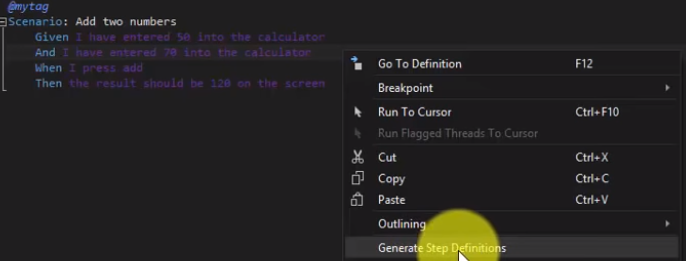 @mytag
Scenario: Add two numbers
Given I have entered 50 into the calculator
And I have entered 70 into the calculator
When I press add
Then the result should be 120 on the screen
Go To Definition F12
Breakpoint
Run To Cursor Ctrl+F10
Run Flagged Threads To Cursor
Cut Ctrl+X
Copy Ctrl+C
Paste Ctrl+V
Outlining
Generate Step Definitions